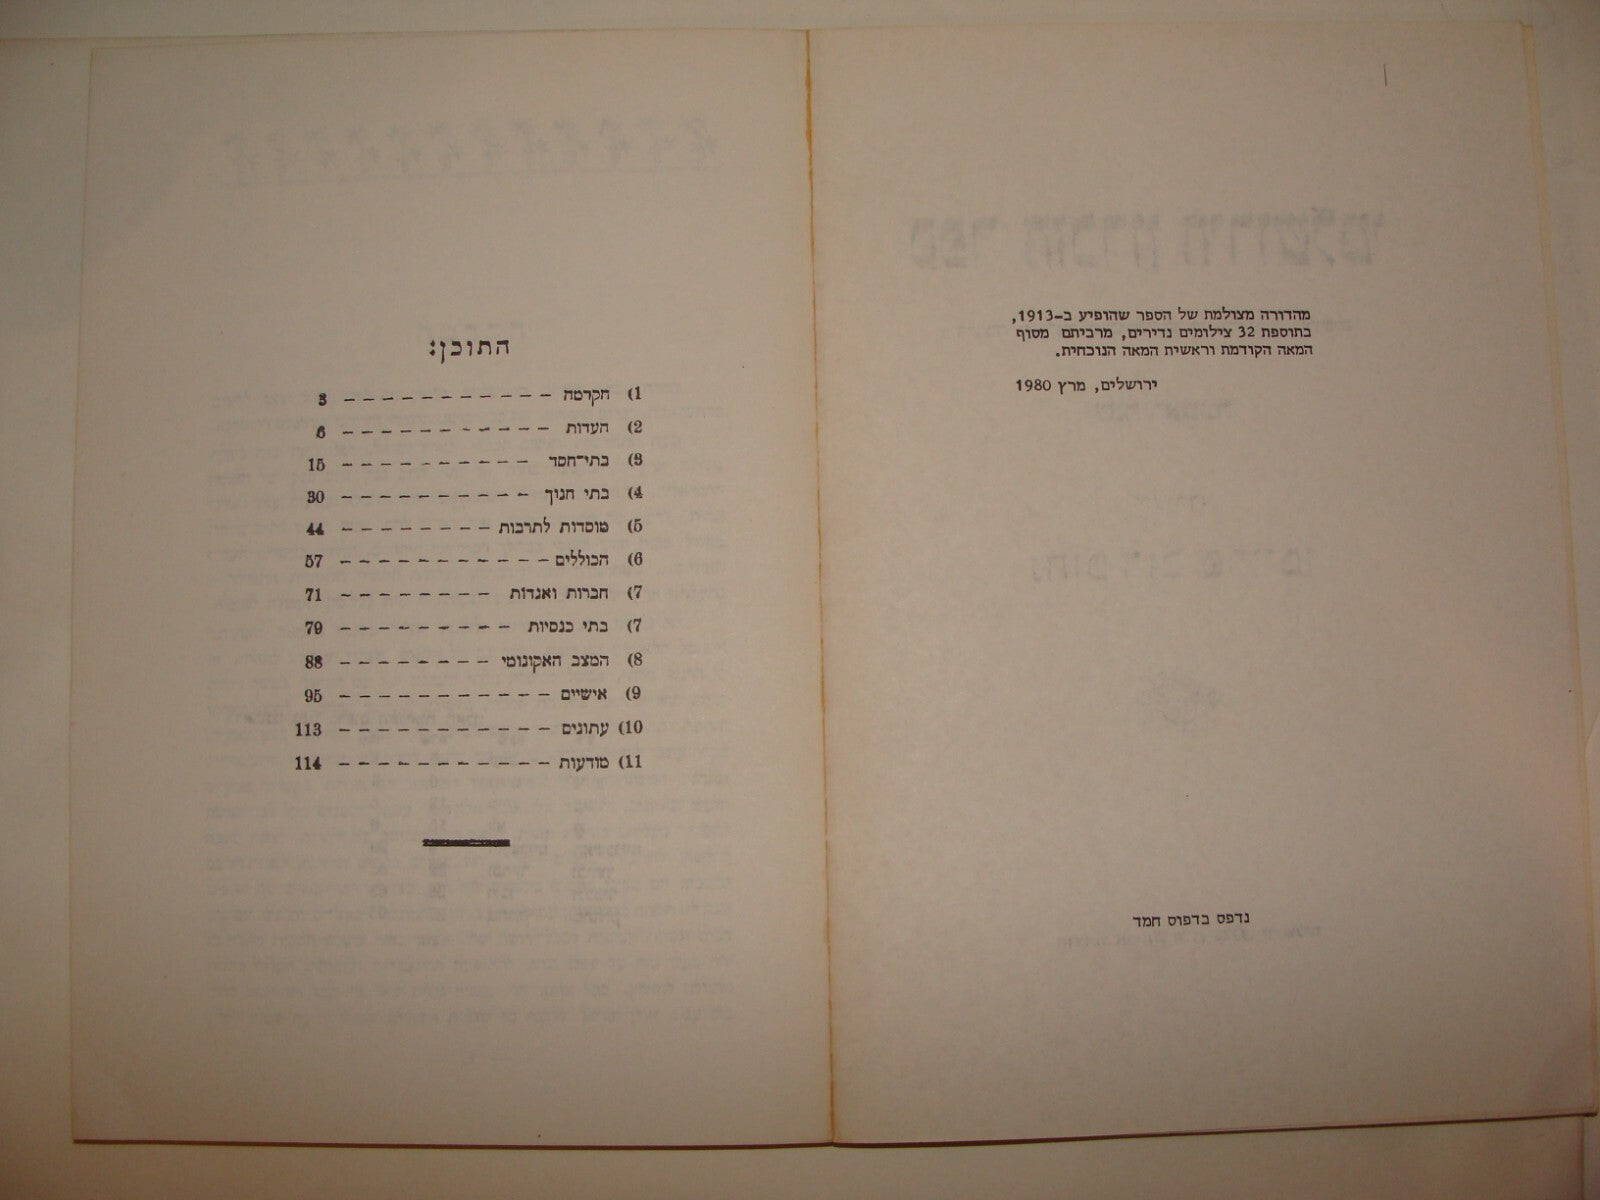 מהדורה מצולמת של הספר שהופיע ב-1913,
בתוספת 32 צילומים נדירים, מרביתם מסוף
המאה הקודמת וראשית המאה הנוכחית.
ירושלים, מרץ 1980
נדפס בדפוס חמד
התוכן:
1) הקדמה – – – – – – – – – – – 3
2) העדות – – – – – – – – – – – 6
3) בתי־חסד – – – – – – – – – – 15
4) בתי חנוך – – – – – – – – – – 30
5) מוסדות לתרבות – – – – – – – – 44
6) הכוללים – – – – – – – – – – – 57
7) חברות ואגדות – – – – – – – – 71
7) בתי כנסיות – – – – – – – – – 79
8) המצב האקונומי – – – – – – – – 88
9) אישיים – – – – – – – – – – – 95
10) עתונים – – – – – – – – – – – 113
11) מודעות – – – – – – – – – – – 114